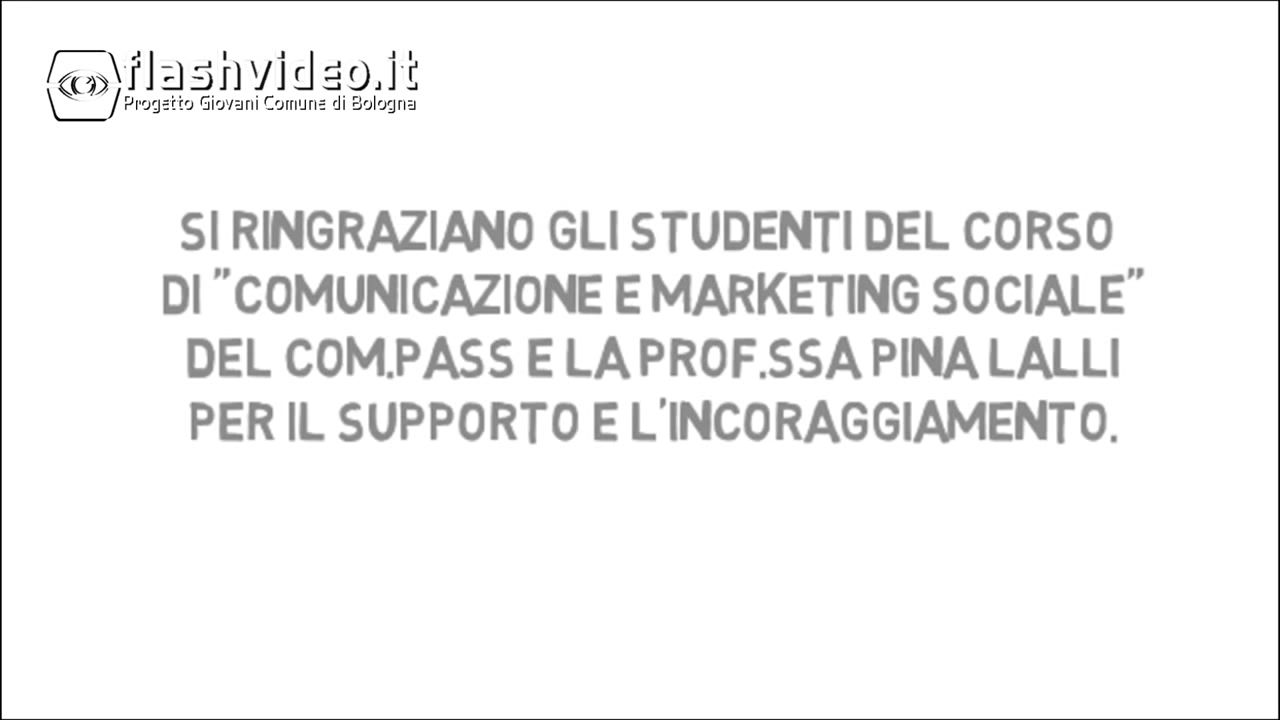 flashvideo.it
Progetto Giovani Comune di Bologna
SI RINGRAZIANO GLI STUDENTI DEL CORSO
DI "COMUNICAZIONE E MARKETING SOCIALE"
DEL COM.PASS E LA PROF.SSA PINA LALLI
PER IL SUPPORTO E L'INCORAGGIAMENTO.